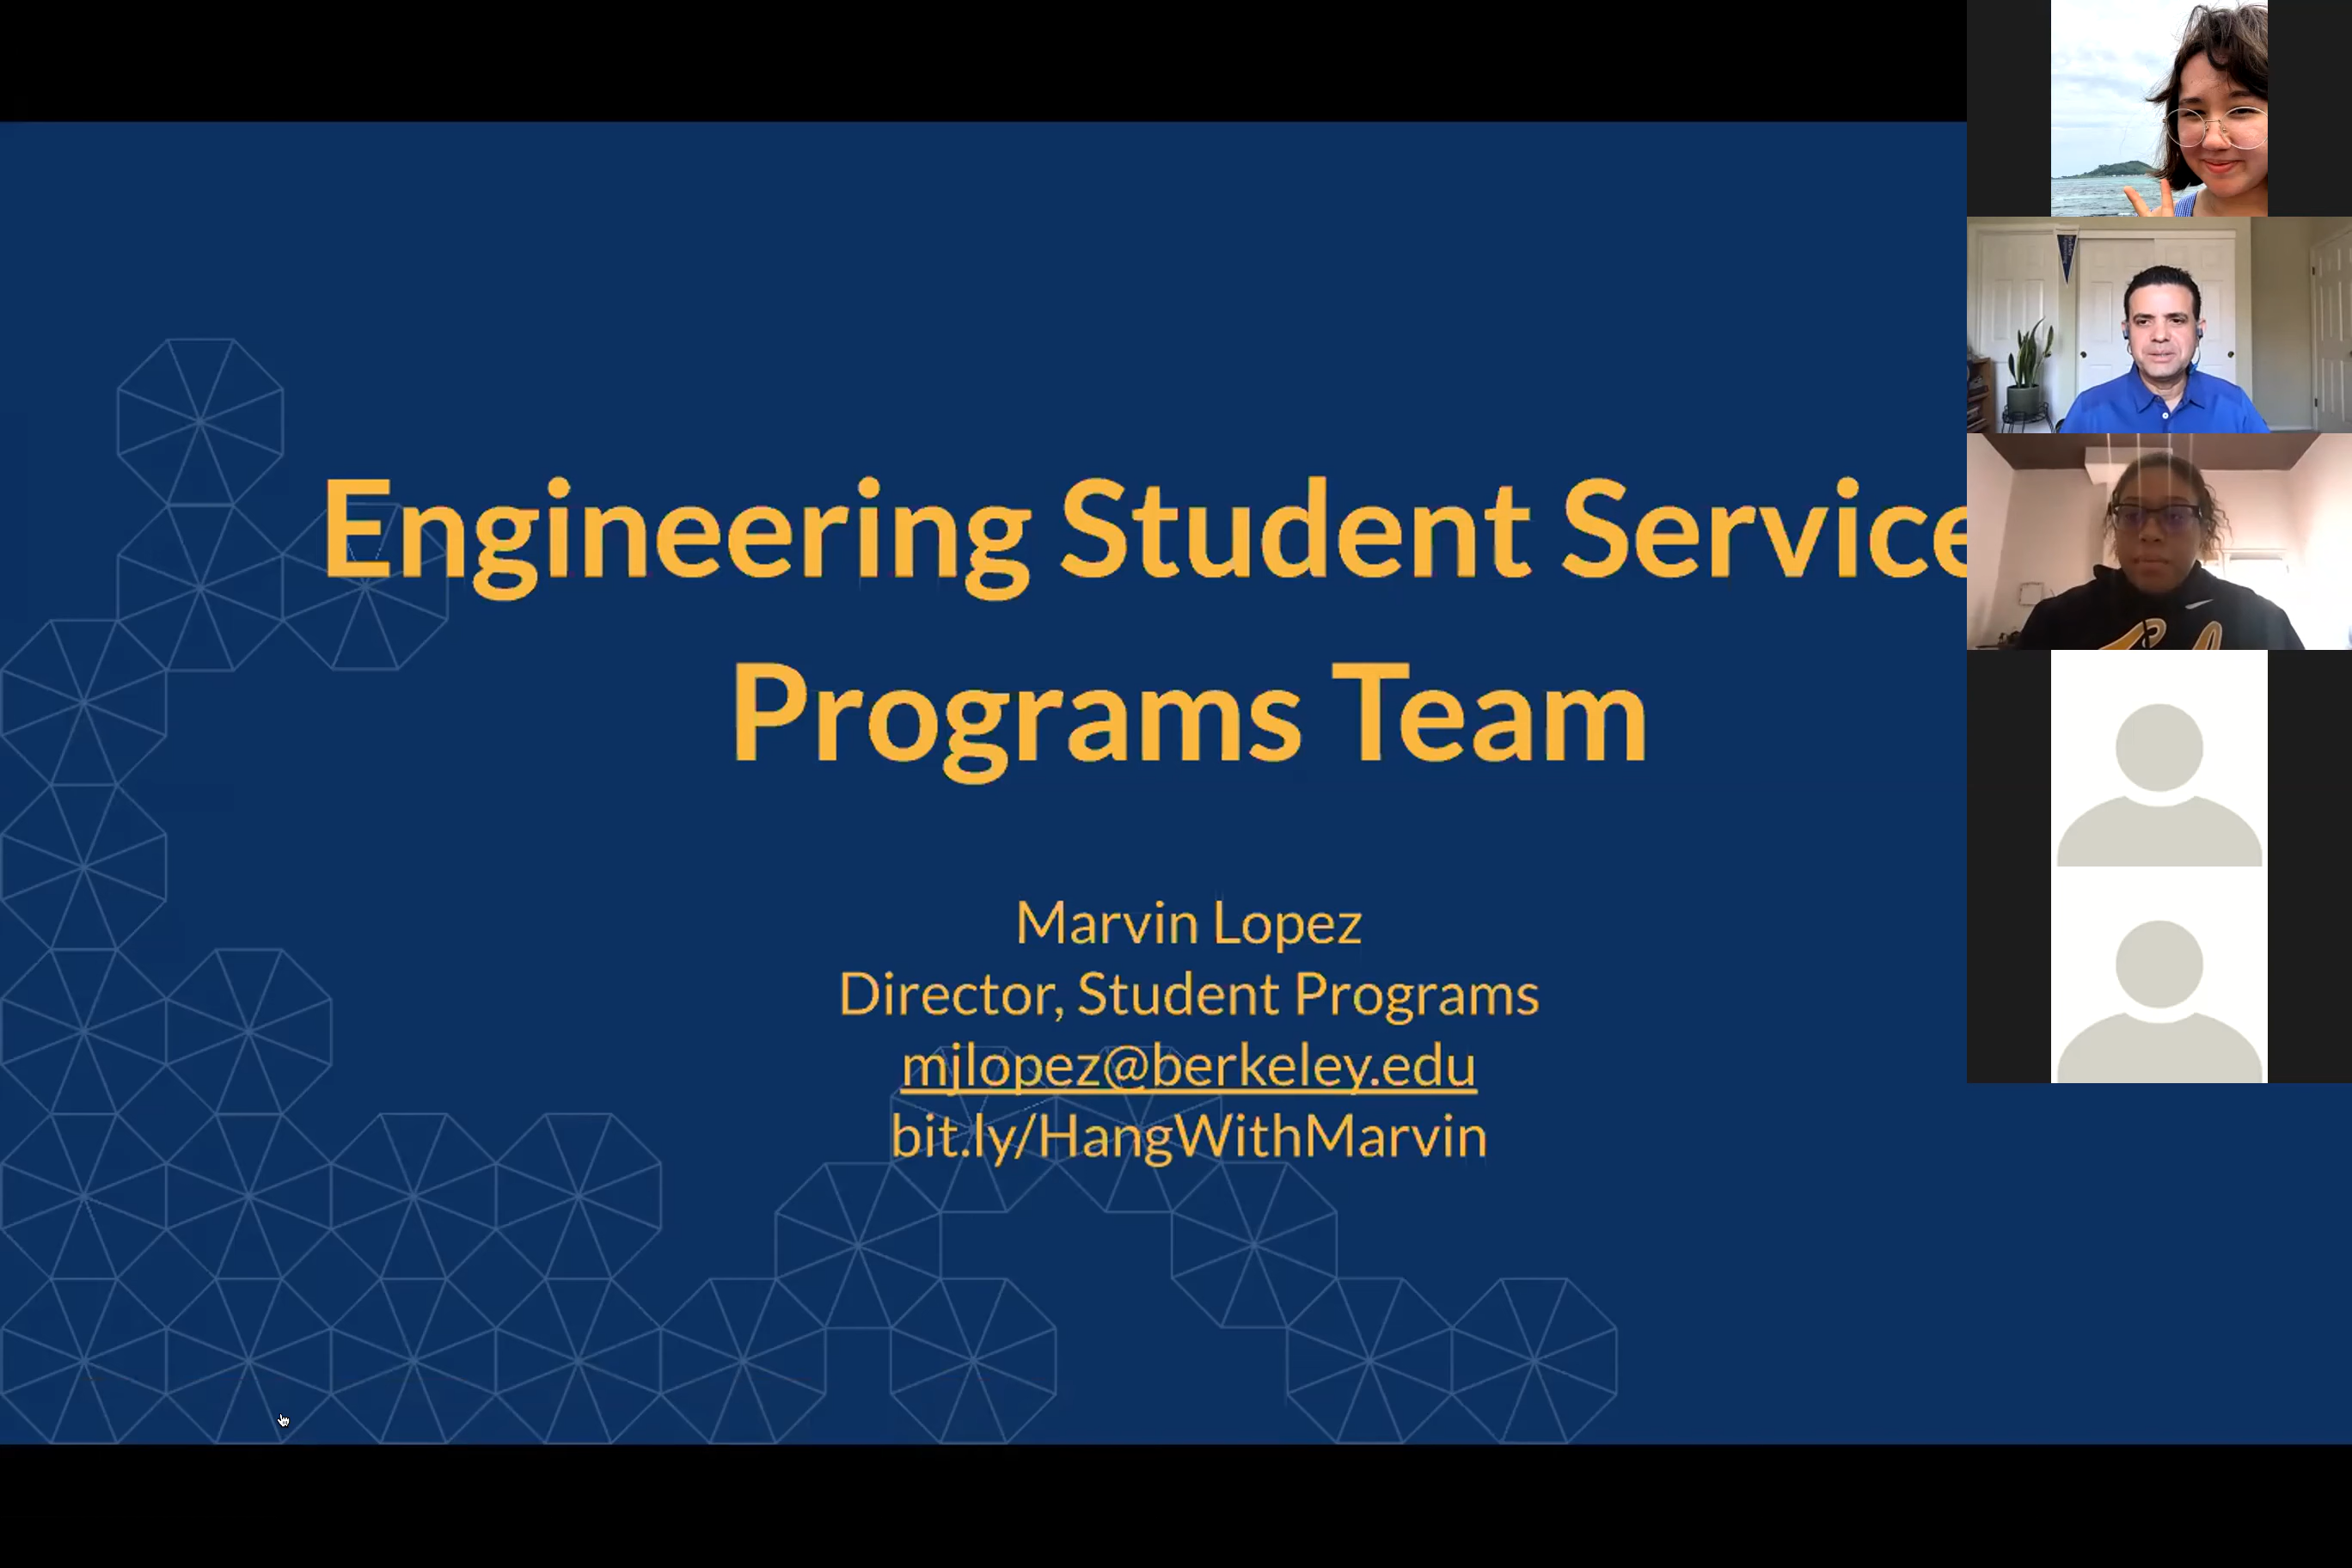 Engineering Student Service
Programs Team
Marvin Lopez
Director, Student Programs
mjlopez@berkeley.edu
bit.ly/HangWithMarvin